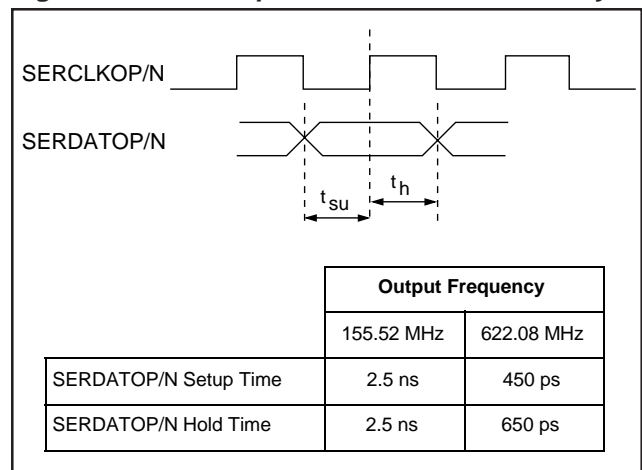 SERCLKOP/N
SERDATOP/N
tsu
th
Output Frequency
155.52 MHz 622.08 MHz
SERDATOP/N Setup Time 2.5 ns 450 ps
SERDATOP/N Hold Time 2.5 ns 650 ps